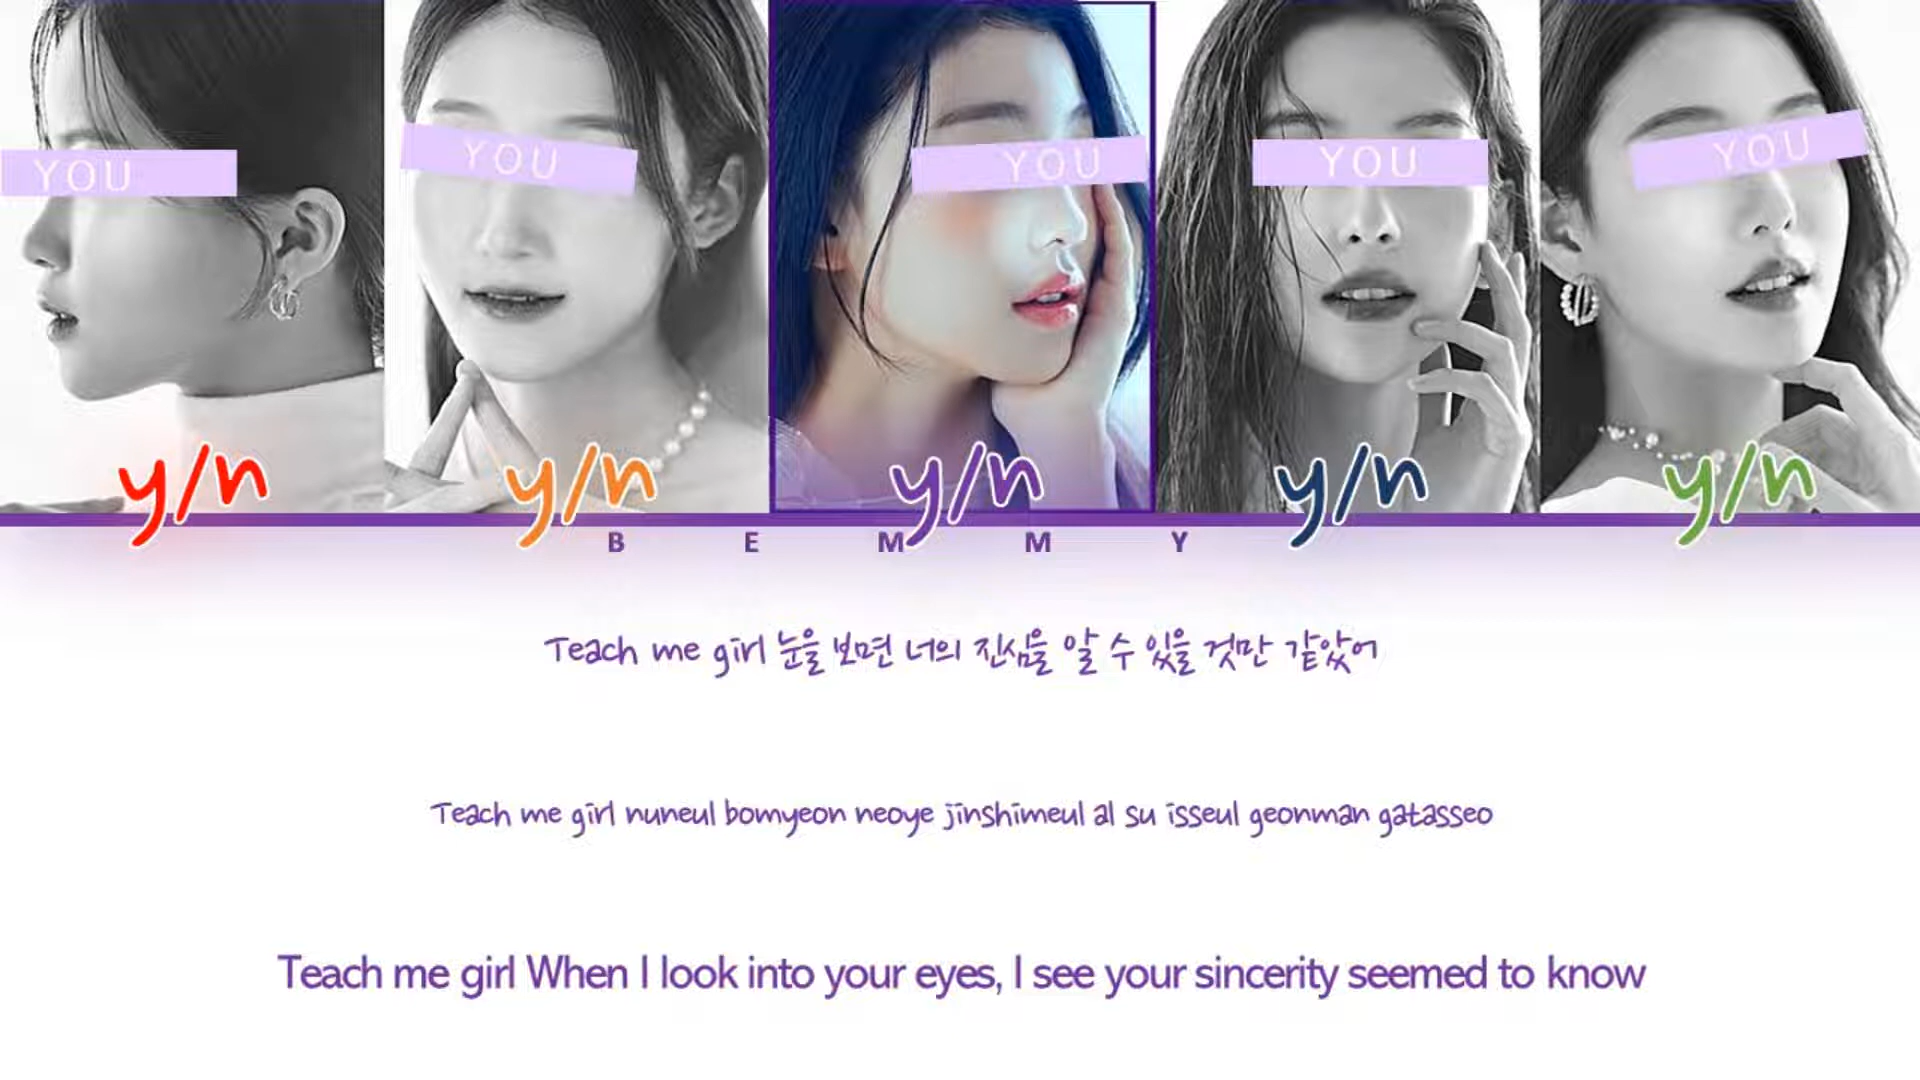 YOU
YOU
YOU
YOU
YOU
y/n
y/n
y/n
y/n
y/n
B E M M Y
Teach me girl 눈을 보면 너의 진심을 알 수 있을 것만 같았어
Teach me girl nuneul bomyeon neoye jinshimeul al su isseul geonman gatasseo
Teach me girl When I look into your eyes, I see your sincerity seemed to know